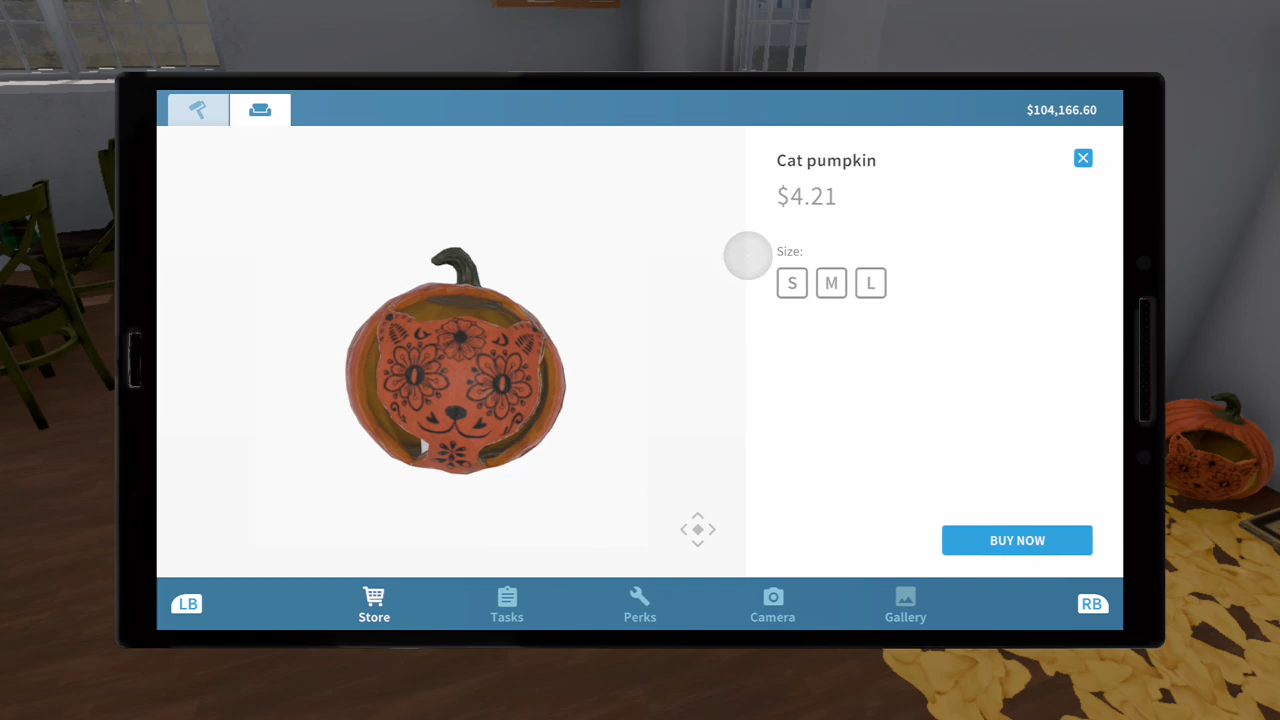 $104,166.60
Cat pumpkin
$4.21
Size:
S M L
BUY NOW
LB Store Tasks Perks Camera Gallery RB